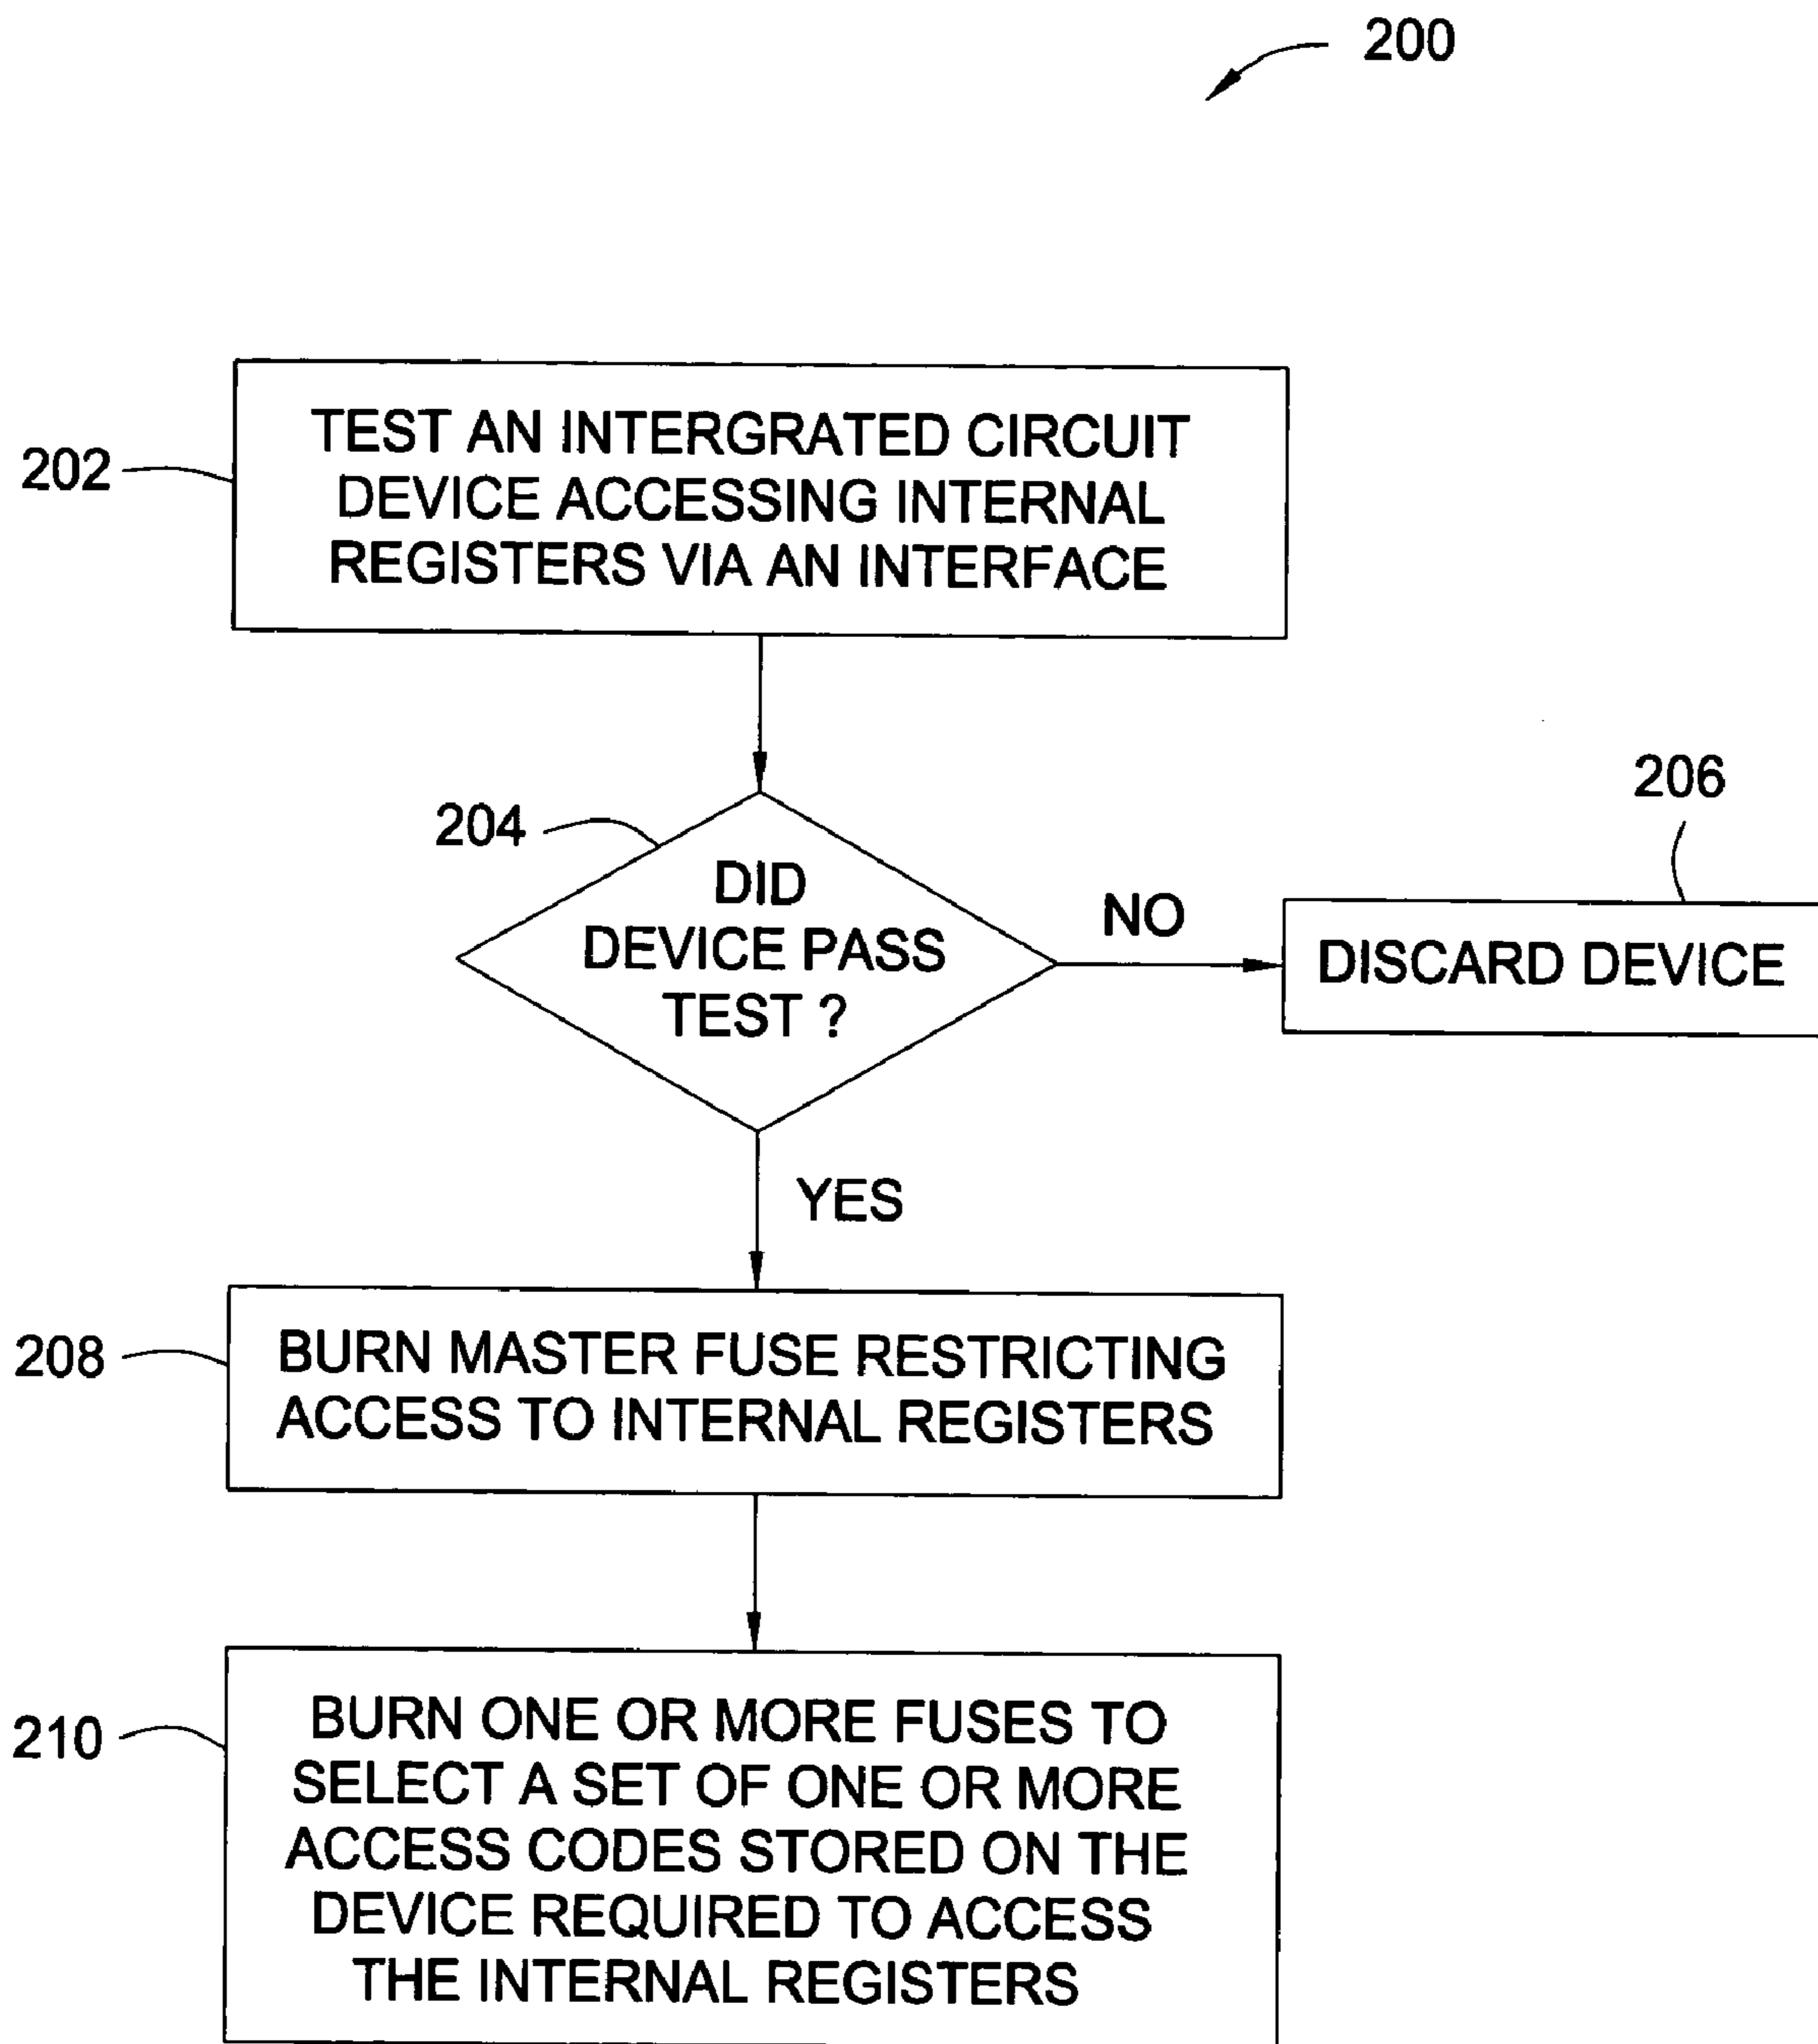 200
202
TEST AN INTERGRATED CIRCUIT
DEVICE ACCESSING INTERNAL
REGISTERS VIA AN INTERFACE
204
DID
DEVICE PASS
TEST ?
NO
206
DISCARD DEVICE
YES
208
BURN MASTER FUSE RESTRICTING
ACCESS TO INTERNAL REGISTERS
210
BURN ONE OR MORE FUSES TO
SELECT A SET OF ONE OR MORE
ACCESS CODES STORED ON THE
DEVICE REQUIRED TO ACCESS
THE INTERNAL REGISTERS